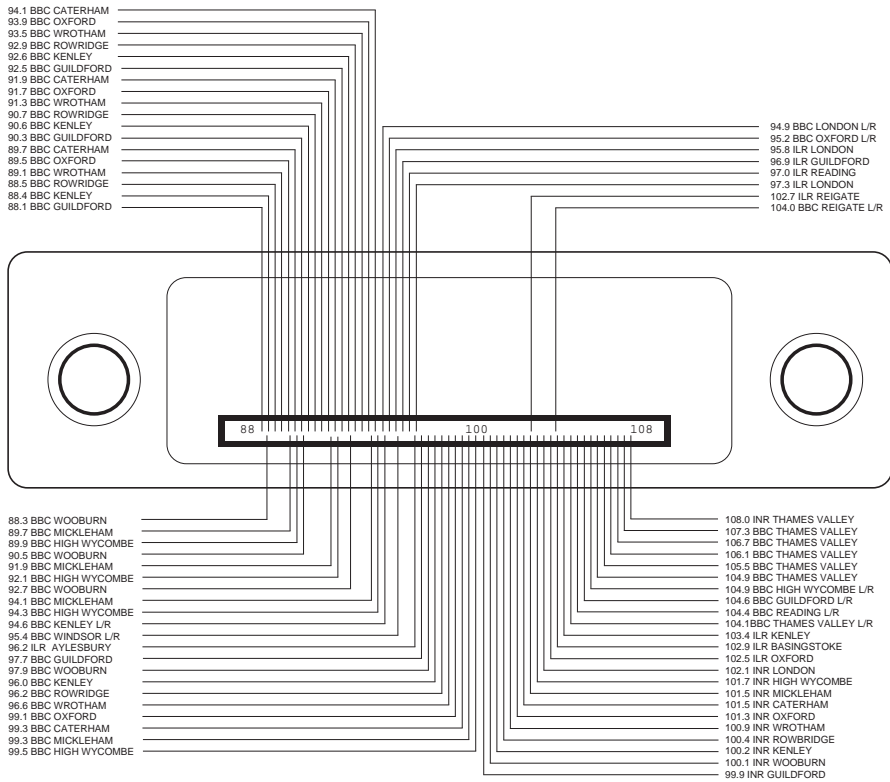 94.1 BBC CATERHAM
93.9 BBC OXFORD
93.5 BBC WROTHAM
92.9 BBC ROWRIDGE
92.6 BBC KENLEY
92.5 BBC GUILDFORD
91.9 BBC CATERHAM
91.7 BBC OXFORD
91.3 BBC WROTHAM
90.7 BBC ROWRIDGE
90.6 BBC KENLEY
90.3 BBC GUILDFORD
89.7 BBC CATERHAM
89.5 BBC OXFORD
89.1 BBC WROTHAM
88.5 BBC ROWRIDGE
88.4 BBC KENLEY
88.1 BBC GUILDFORD
94.9 BBC LONDON L/R
95.2 BBC OXFORD L/R
95.8 ILR LONDON
96.9 ILR GUILDFORD
97.0 ILR READING
97.3 ILR LONDON
102.7 ILR REIGATE
104.0 BBC REIGATE L/R
88 100 108
88.3 BBC WOOBURN
89.7 BBC MICKLEHAM
89.9 BBC HIGH WYCOMBE
90.5 BBC WOOBURN
91.9 BBC MICKLEHAM
92.1 BBC HIGH WYCOMBE
92.7 BBC WOOBURN
94.1 BBC MICKLEHAM
94.3 BBC HIGH WYCOMBE
94.6 BBC KENLEY L/R
95.4 BBC WINDSOR L/R
96.2 ILR AYLESBURY
97.7 BBC GUILDFORD
97.9 BBC WOOBURN
96.0 BBC KENLEY
96.2 BBC ROWRIDGE
96.6 BBC WROTHAM
99.1 BBC OXFORD
99.3 BBC CATERHAM
99.3 BBC MICKLEHAM
99.5 BBC HIGH WYCOMBE
108.0 INR THAMES VALLEY
107.3 BBC THAMES VALLEY
106.7 BBC THAMES VALLEY
106.1 BBC THAMES VALLEY
105.5 BBC THAMES VALLEY
104.9 BBC THAMES VALLEY
104.9 BBC HIGH WYCOMBE L/R
104.6 BBC GUILDFORD L/R
104.4 BBC READING L/R
104.1BBC THAMES VALLEY L/R
103.4 ILR KENLEY
102.9 ILR BASINGSTOKE
102.5 ILR OXFORD
102.1 INR LONDON
101.7 INR HIGH WYCOMBE
101.5 INR MICKLEHAM
101.5 INR CATERHAM
101.3 INR OXFORD
100.9 INR WROTHAM
100.4 INR ROWBRIDGE
100.2 INR KENLEY
100.1 INR WOOBURN
99.9 INR GUILDFORD